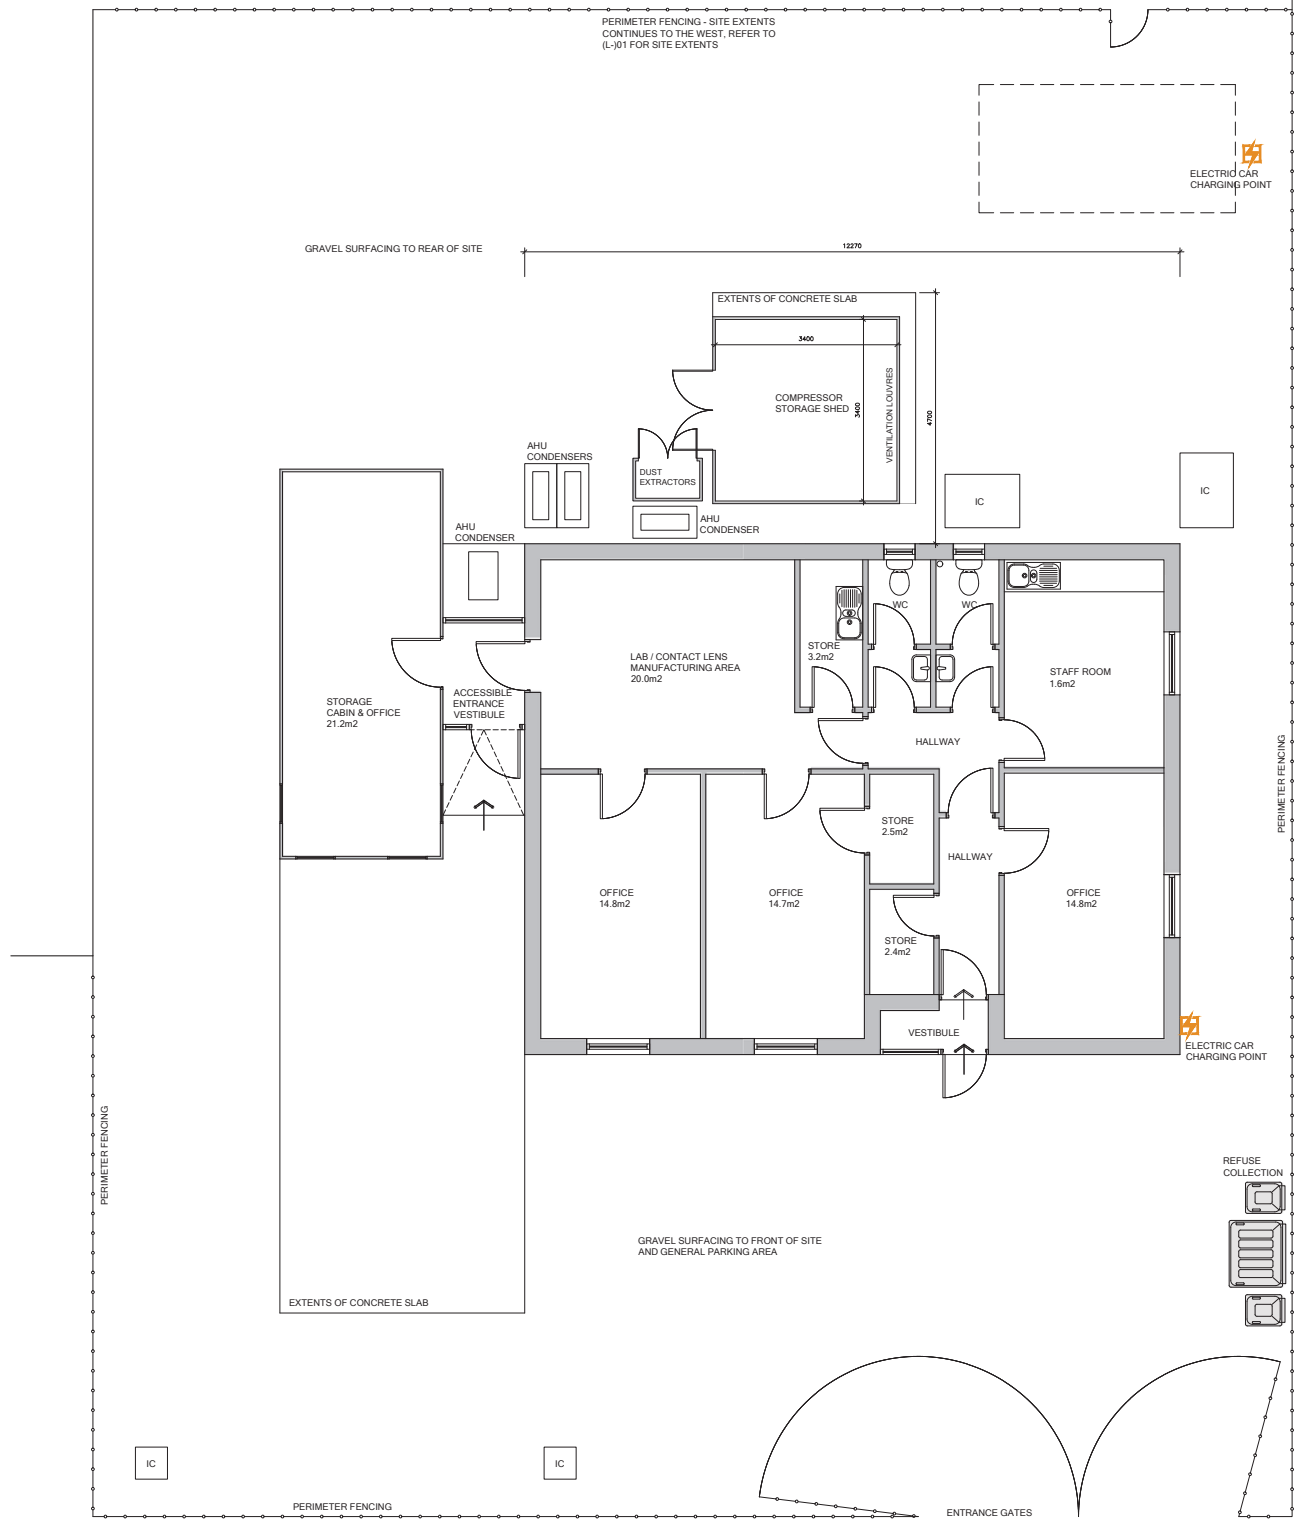 PERIMETER FENCING - SITE EXTENTS
CONTINUES TO THE WEST, REFER TO
(L-)01 FOR SITE EXTENTS
ELECTRIC CAR
CHARGING POINT
GRAVEL SURFACING TO REAR OF SITE
12270
EXTENTS OF CONCRETE SLAB
3400
COMPRESSOR
STORAGE SHED
3400
VENTILATION LOUVRES
4700
AHU
CONDENSERS
DUST
EXTRACTORS
AHU
CONDENSER
IC
IC
AHU
CONDENSER
WC
WC
STORE
3.2m2
LAB / CONTACT LENS
MANUFACTURING AREA
20.0m2
STAFF ROOM
1.6m2
STORAGE
CABIN & OFFICE
21.2m2
ACCESSIBLE
ENTRANCE
VESTIBULE
HALLWAY
PERIMETER FENCING
STORE
2.5m2
HALLWAY
OFFICE
14.8m2
OFFICE
14.7m2
OFFICE
14.8m2
STORE
2.4m2
VESTIBULE
ELECTRIC CAR
CHARGING POINT
PERIMETER FENCING
REFUSE
COLLECTION
GRAVEL SURFACING TO FRONT OF SITE
AND GENERAL PARKING AREA
EXTENTS OF CONCRETE SLAB
IC
IC
PERIMETER FENCING
ENTRANCE GATES